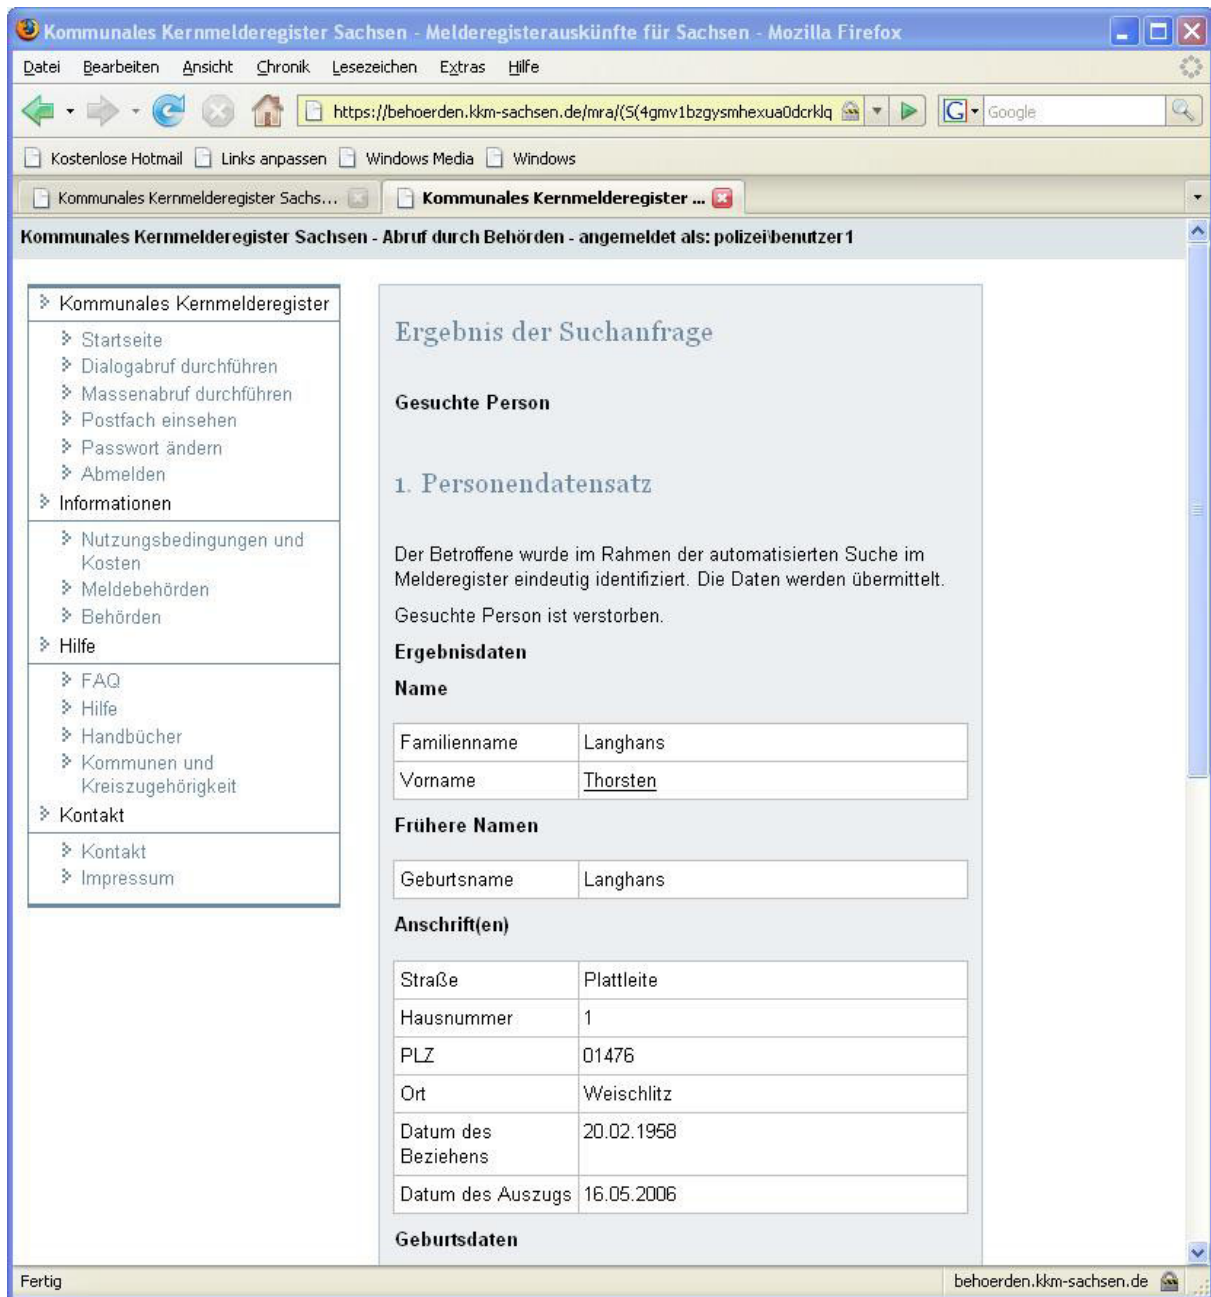 Kommunales Kernmelderegister Sachsen - Melderegisterauskünfte für Sachsen - Mozilla Firefox
Datei Bearbeiten Ansicht Chronik Lesezeichen Extras Hilfe
https://behoerden.kkm-sachsen.de/mra/(S(4gmv1bzgysmhexua0dcrklq
G Google
Kostenlose Hotmail Links anpassen Windows Media Windows
Kommunales Kernmelderegister Sachs... Kommunales Kernmelderegister ...
Kommunales Kernmelderegister Sachsen - Abruf durch Behörden - angemeldet als: polizei\benutzer1
Kommunales Kernmelderegister
Startseite
Dialogabruf durchführen
Massenabruf durchführen
Postfach einsehen
Passwort ändern
Abmelden
Informationen
Nutzungsbedingungen und
Kosten
Meldebehörden
Behörden
Hilfe
FAQ
Hilfe
Handbücher
Kommunen und
Kreiszugehörigkeit
Kontakt
Kontakt
Impressum
Ergebnis der Suchanfrage
Gesuchte Person
1. Personendatensatz
Der Betroffene wurde im Rahmen der automatisierten Suche im
Melderegister eindeutig identifiziert. Die Daten werden übermittelt.
Gesuchte Person ist verstorben.
Ergebnisdaten
Name
Familienname Langhans
Vorname Thorsten
Frühere Namen
Geburtsname Langhans
Anschrift(en)
Straße Plattleite
Hausnummer 1
PLZ 01476
Ort Weischlitz
Datum des 20.02.1958
Beziehens
Datum des Auszugs 16.05.2006
Geburtsdaten
Fertig behoerden.kkm-sachsen.de